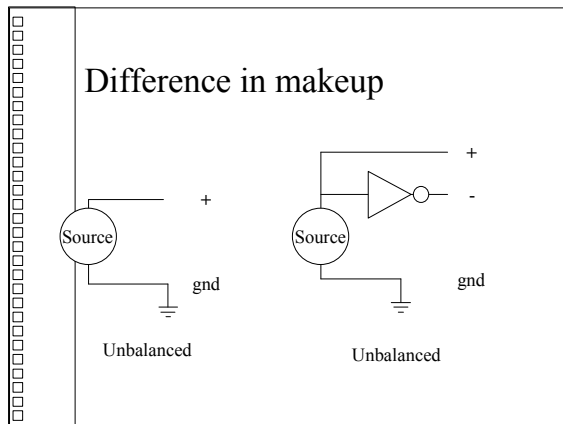 Difference in makeup
+
Source
gnd
Unbalanced
+
-
Source
gnd
Unbalanced